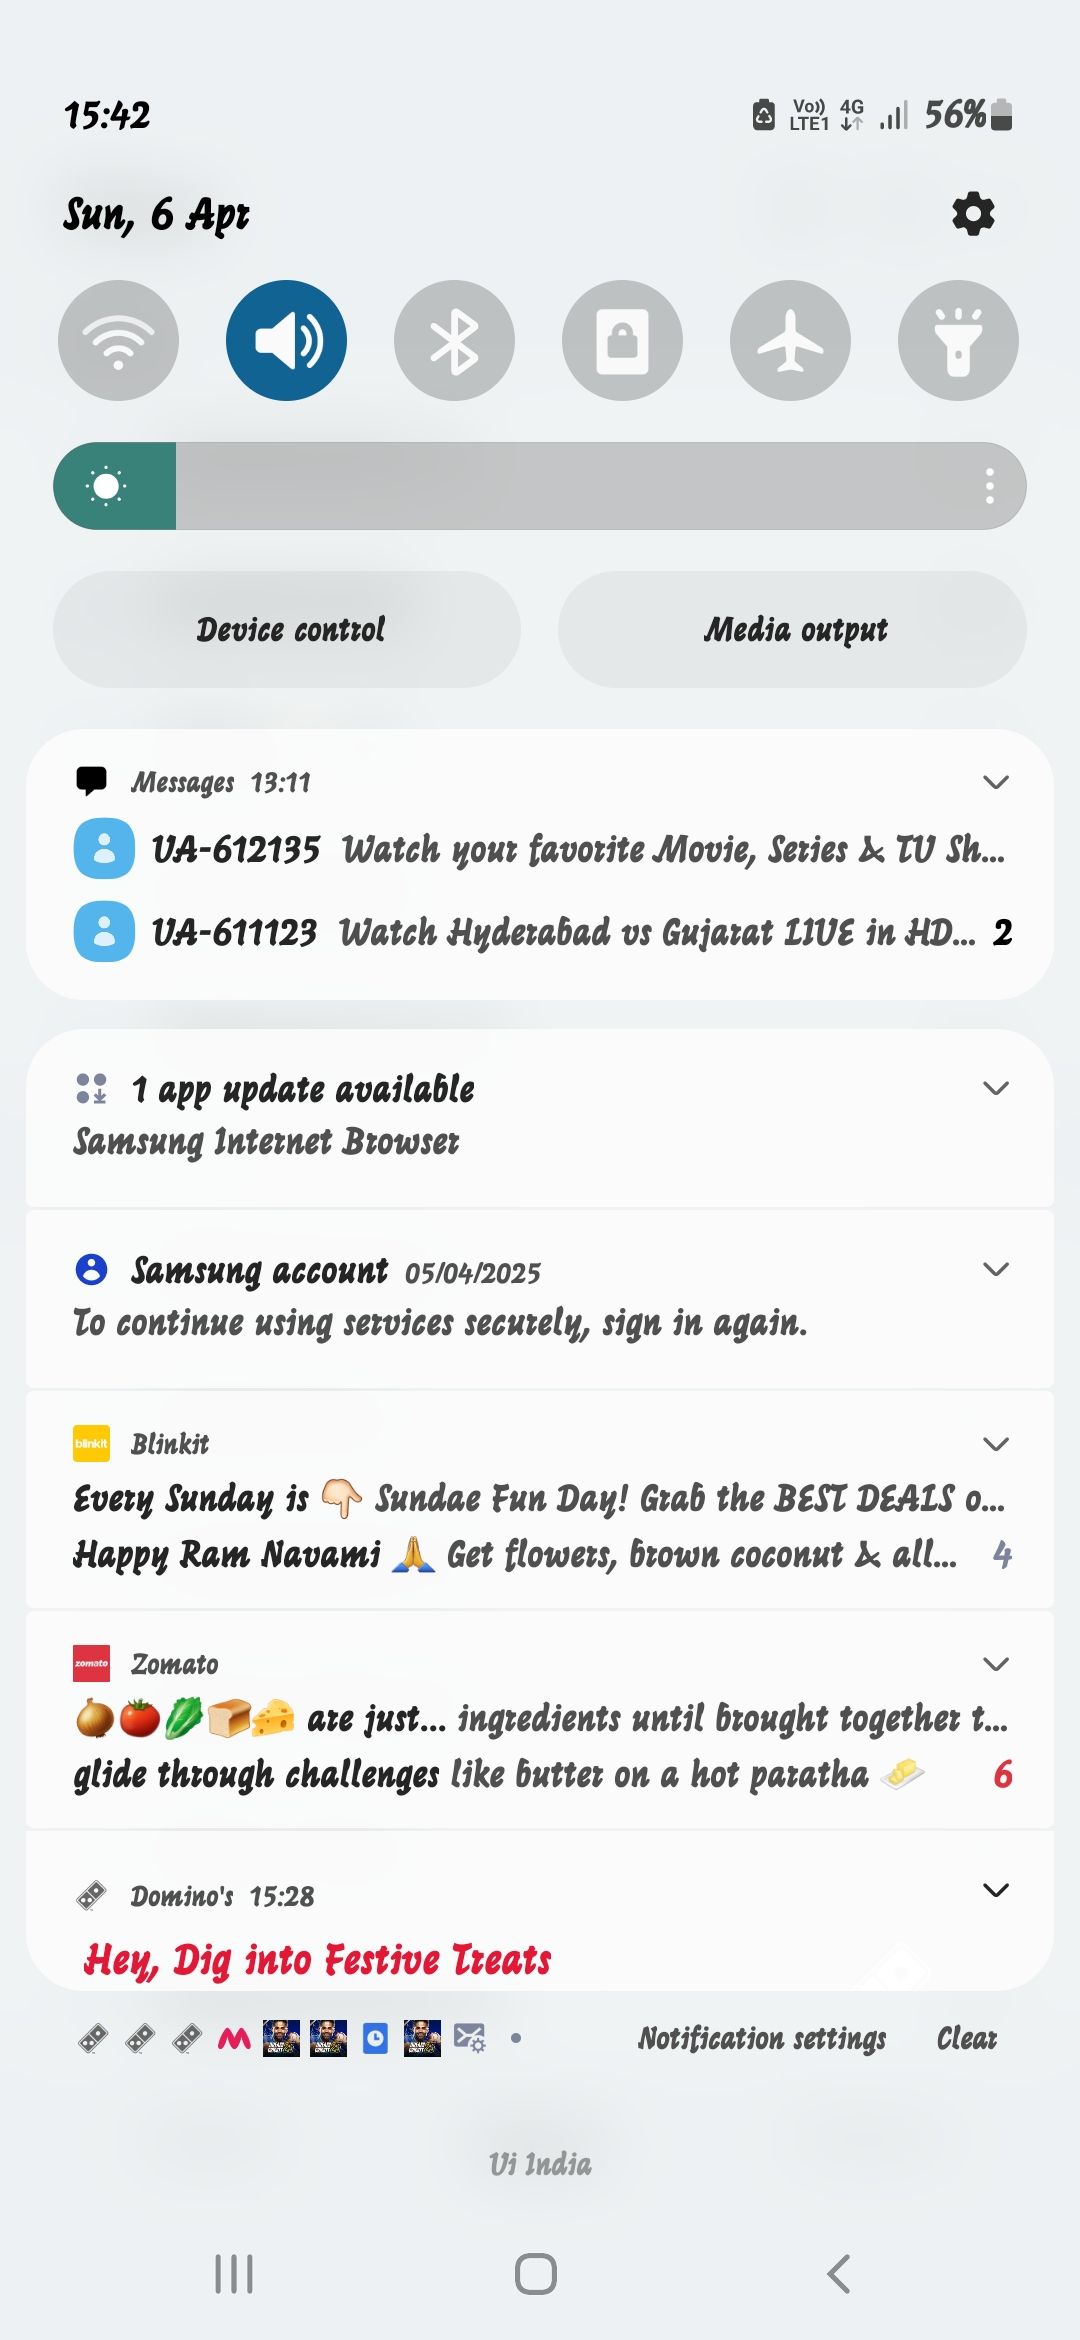 15:42
Vo)) LTE1 4G 56%
Sun, 6 Apr
Device control
Media output
Messages 13:11
UA-612135 Watch your favorite Movie, Series & TV Sh...
UA-611123 Watch Hyderabad vs Gujarat LIVE in HD... 2
1 app update available
Samsung Internet Browser
Samsung account 05/04/2025
To continue using services securely, sign in again.
blinkit Blinkit
Every Sunday is 👇🏻 Sundae Fun Day! Grab the BEST DEALS o...
Happy Ram Navami 🙏 Get flowers, brown coconut & all... 4
zomato Zomato
🧅🍅🥬🍞🧀 are just... ingredients until brought together t...
glide through challenges like butter on a hot paratha 🧈 6
Domino's 15:28
Hey, Dig into Festive Treats
Notification settings Clear
Vi India